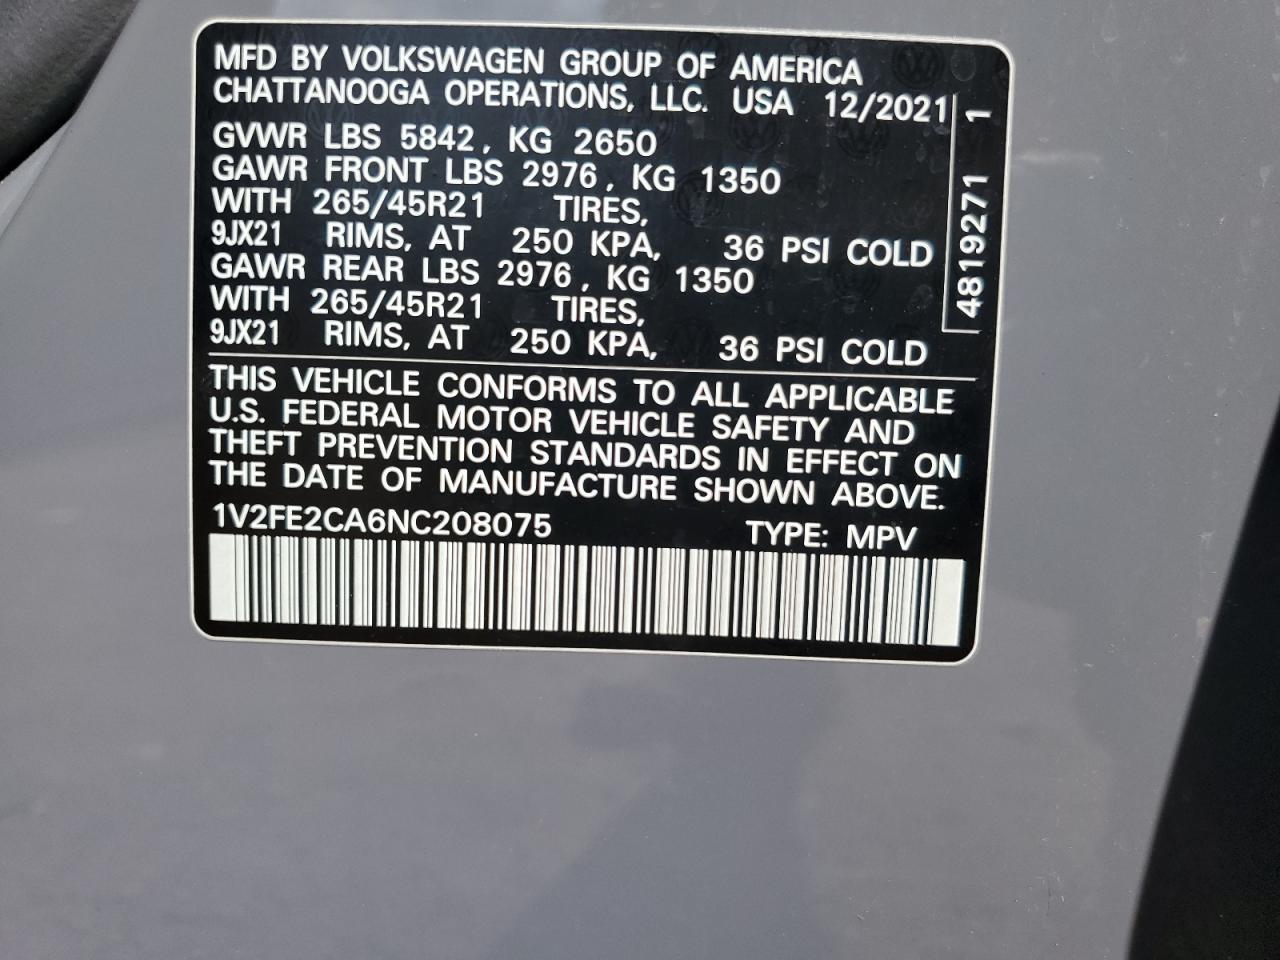 MFD BY VOLKSWAGEN GROUP OF AMERICA
CHATTANOOGA OPERATIONS, LLC. USA 12/2021
GVWR LBS 5842, KG 2650
GAWR FRONT LBS 2976, KG 1350
WITH 265/45R21 TIRES,
9JX21 RIMS, AT 250 KPA, 36 PSI COLD
GAWR REAR LBS 2976, KG 1350
WITH 265/45R21 TIRES,
9JX21 RIMS, AT 250 KPA, 36 PSI COLD
4819271 1
THIS VEHICLE CONFORMS TO ALL APPLICABLE
U.S. FEDERAL MOTOR VEHICLE SAFETY AND
THEFT PREVENTION STANDARDS IN EFFECT ON
THE DATE OF MANUFACTURE SHOWN ABOVE.
1V2FE2CA6NC208075 TYPE: MPV